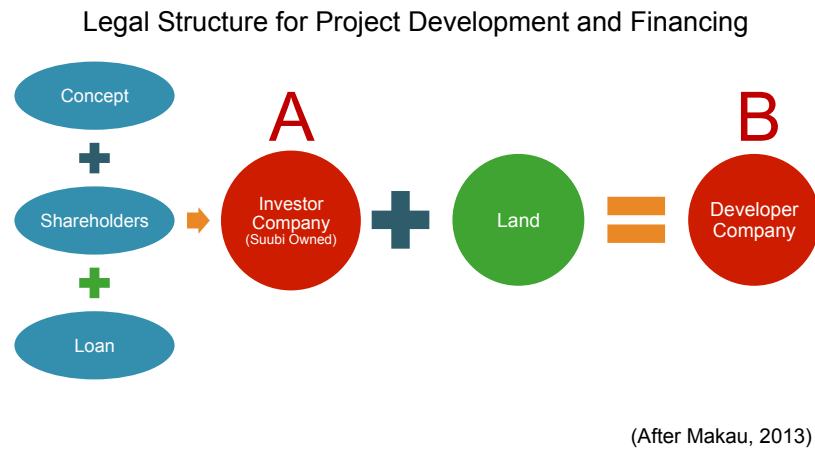 Legal Structure for Project Development and Financing
Concept
Shareholders
Loan
A
Investor
Company
(Suubi Owned)
Land
B
Developer
Company
(After Makau, 2013)